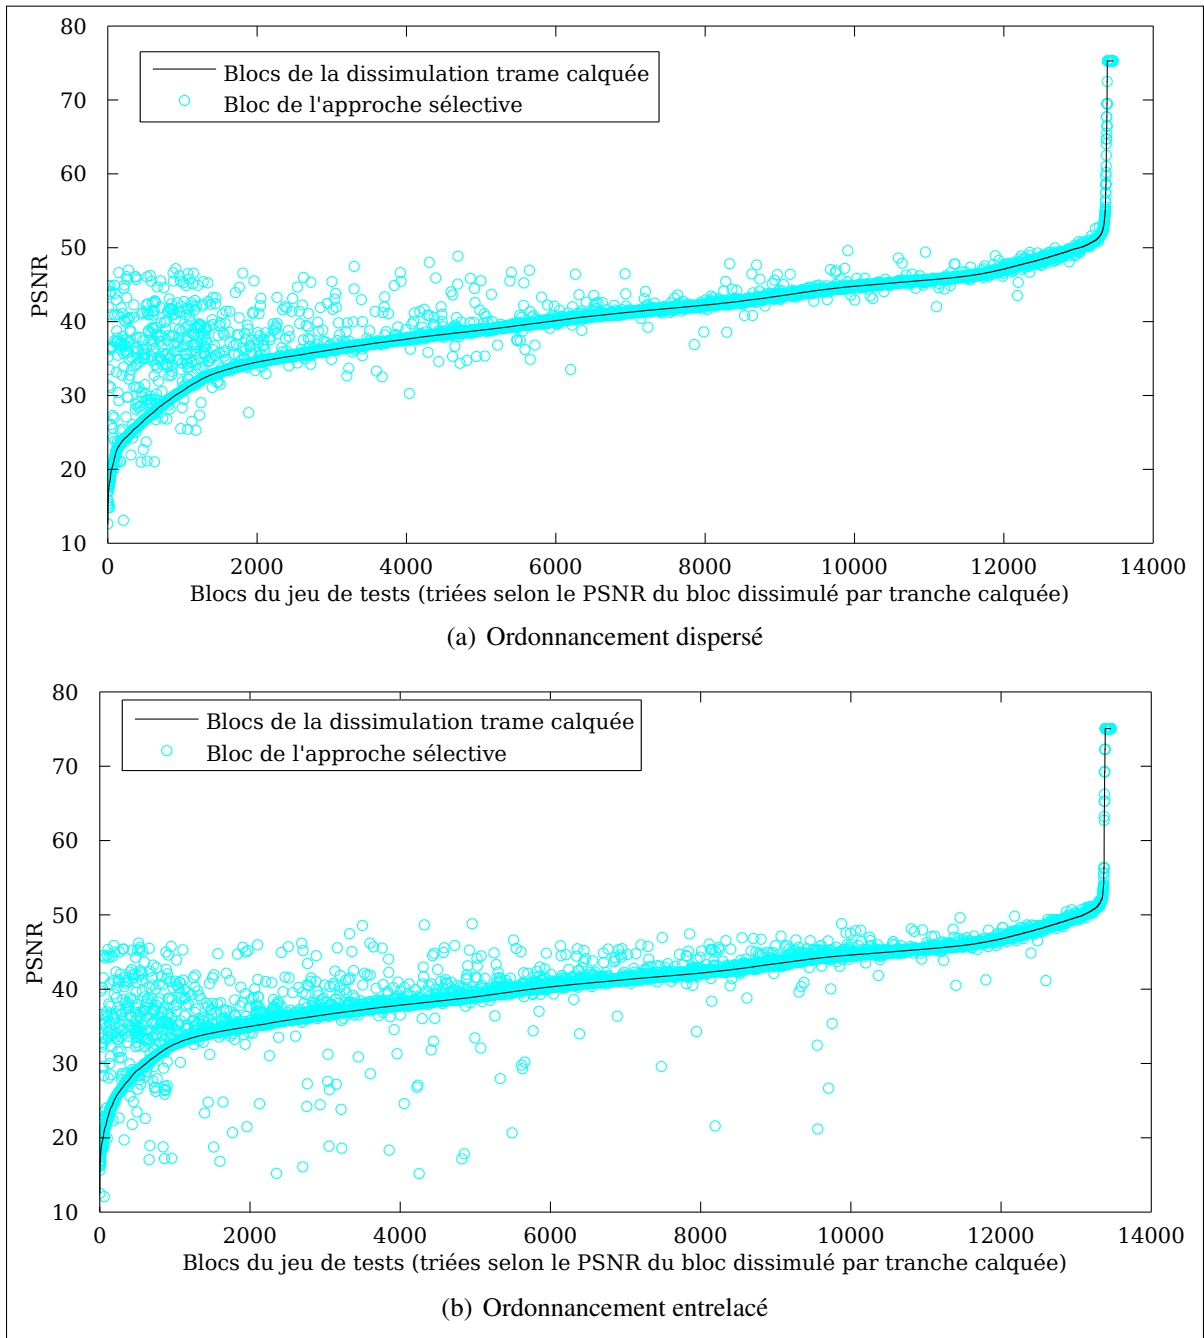 80
70
60
50
40
30
20
10
PSNR
Blocs de la dissimulation trame calquée
Bloc de l'approche sélective
0 2000 4000 6000 8000 10000 12000 14000
Blocs du jeu de tests (triées selon le PSNR du bloc dissimulé par tranche calquée)
(a) Ordonnancement dispersé
80
70
60
50
40
30
20
10
PSNR
Blocs de la dissimulation trame calquée
Bloc de l'approche sélective
0 2000 4000 6000 8000 10000 12000 14000
Blocs du jeu de tests (triées selon le PSNR du bloc dissimulé par tranche calquée)
(b) Ordonnancement entrelacé